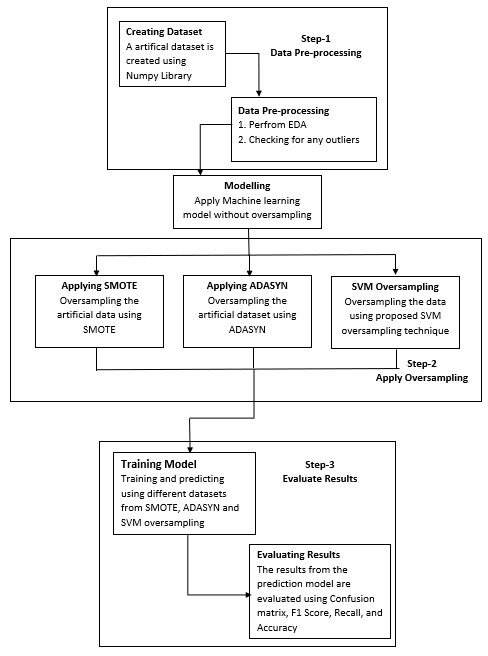 Creating Dataset
A artifical dataset is
created using
Numpy Library
Step-1
Data Pre-processing
Data Pre-processing
1. Perfrom EDA
2. Checking for any outliers
Modelling
Apply Machine learning
model without oversampling
Applying SMOTE
Oversampling the
artificial data using
SMOTE
Applying ADASYN
Oversampling the
artificial dataset using
ADASYN
SVM Oversampling
Oversampling the data
using proposed SVM
oversampling technique
Step-2
Apply Oversampling
Training Model
Training and predicting
using different datasets
from SMOTE, ADASYN and
SVM oversampling
Step-3
Evaluate Results
Evaluating Results
The results from the
prediction model are
evaluated using Confusion
matrix, F1 Score, Recall, and
Accuracy